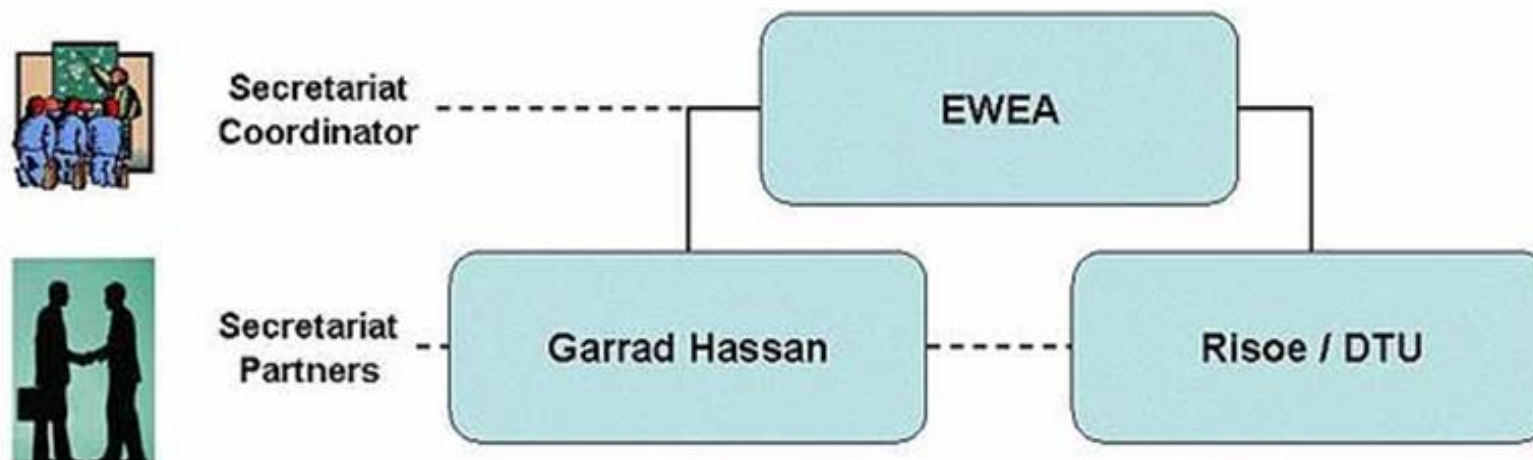 Secretariat
Coordinator
EWEA
Secretariat
Partners
Garrad Hassan
Risoe / DTU